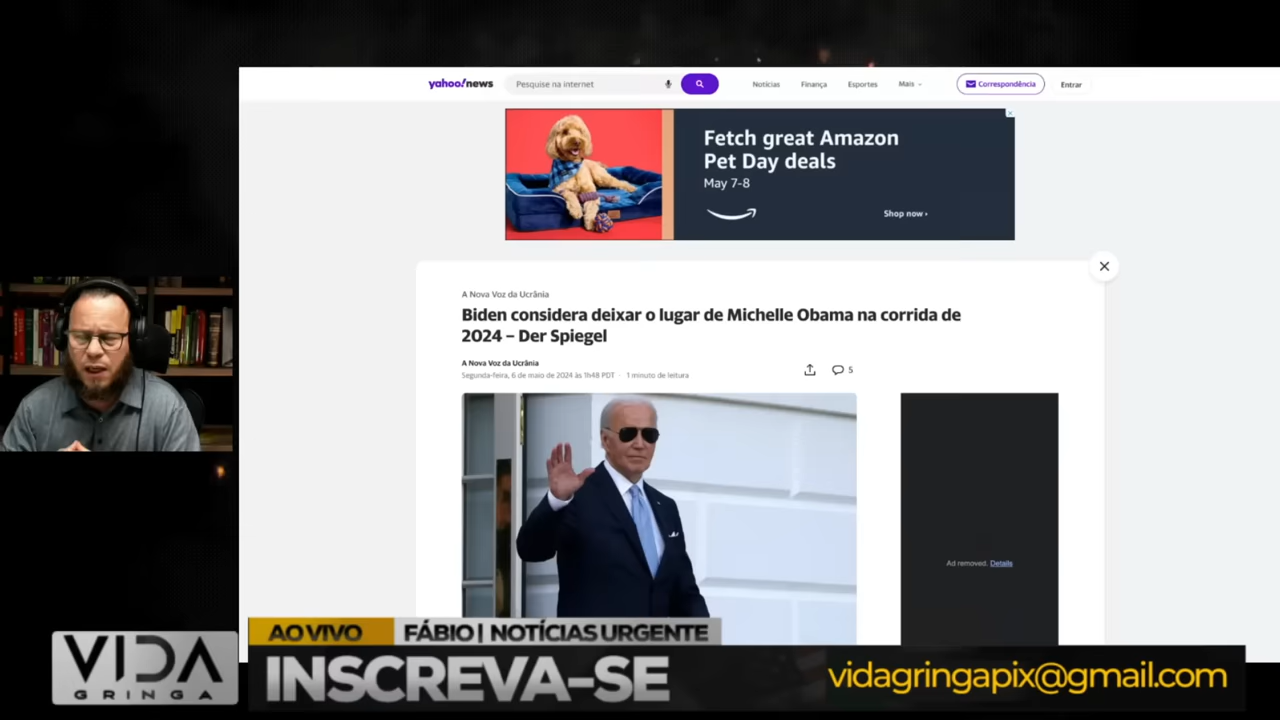 yahoo!news
Pesquise na internet
Notícias
Finança
Esportes
Mais
Correspondência
Entrar
Fetch great Amazon
Pet Day deals
May 7-8
Shop now ›
A Nova Voz da Ucrânia
Biden considera deixar o lugar de Michelle Obama na corrida de
2024 – Der Spiegel
A Nova Voz da Ucrânia
Segunda-feira, 6 de maio de 2024 às 11h48 PDT · 1 minuto de leitura
5
Ad removed. Details
AO VIVO
FÁBIO | NOTÍCIAS URGENTE
VIDA
GRINGA
INSCREVA-SE
vidagringapix@gmail.com